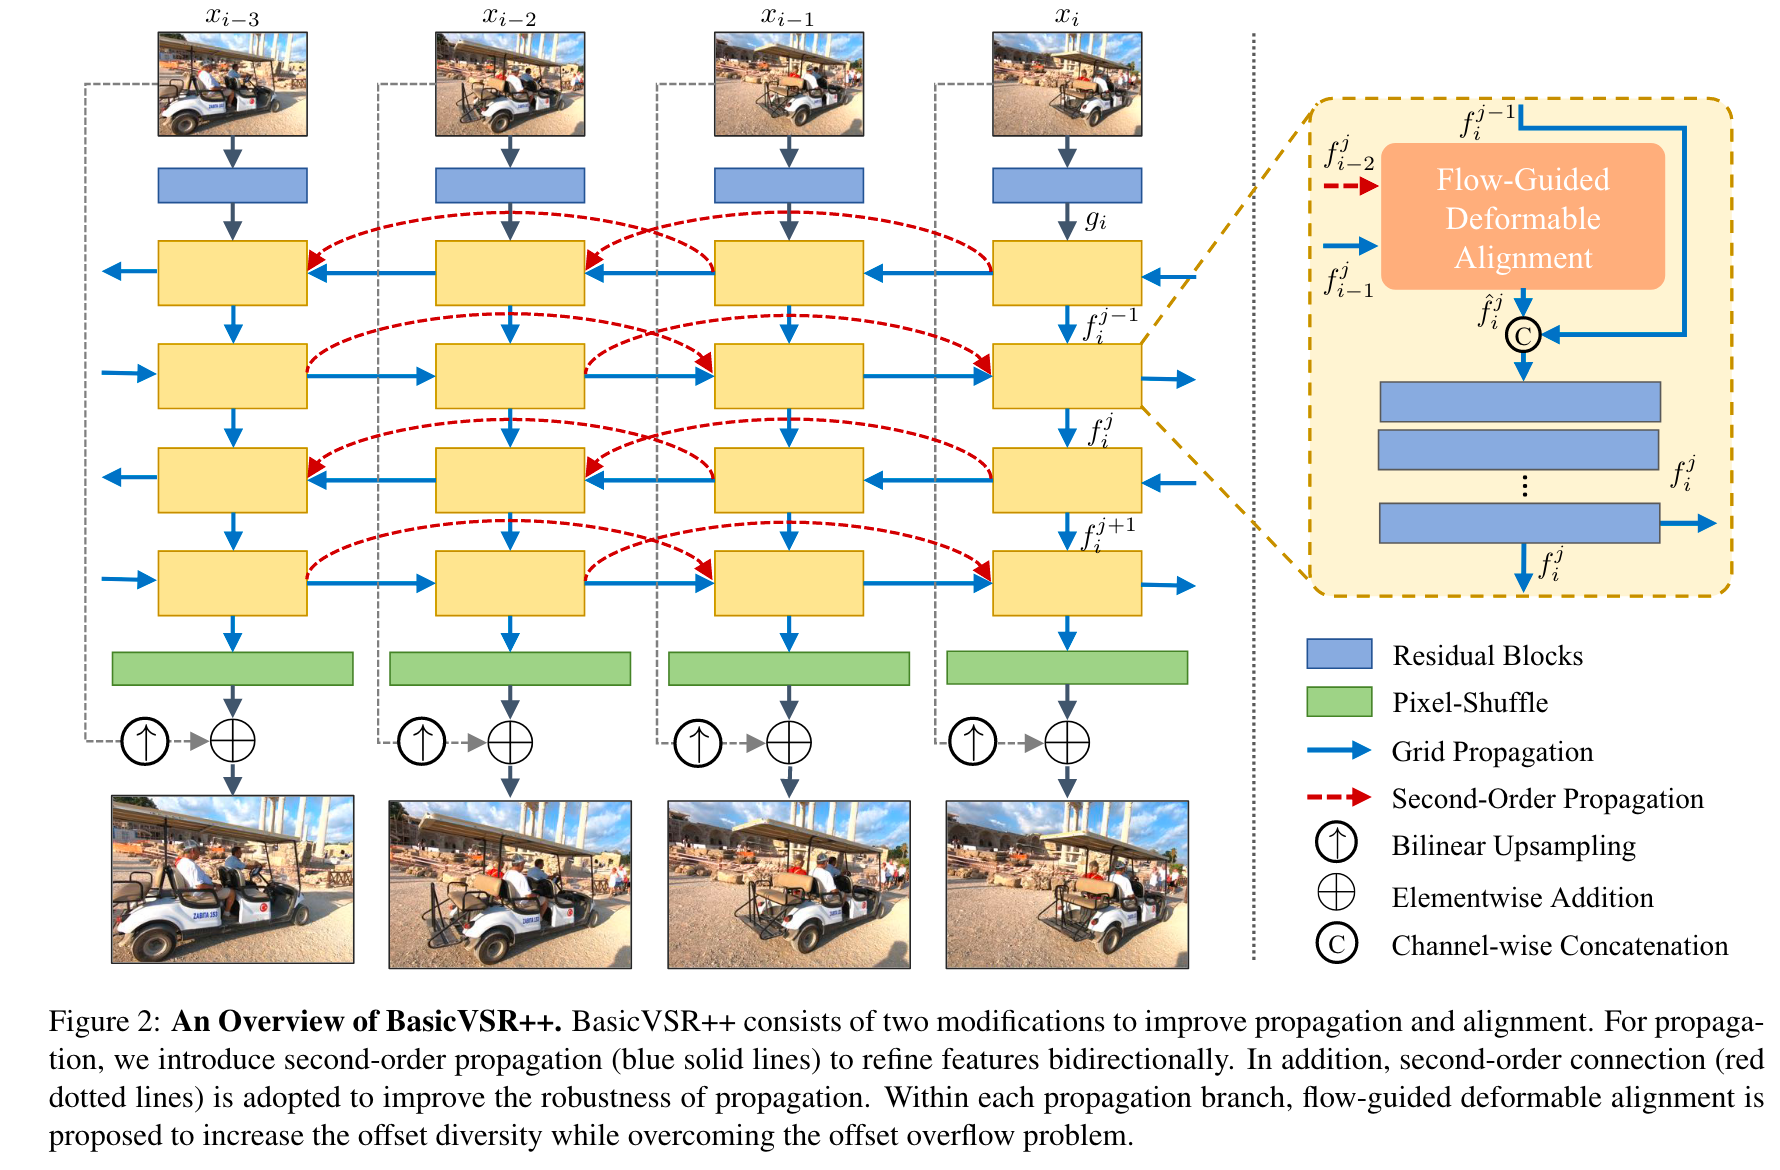 x_{i-3} x_{i-2} x_{i-1} x_i
g_i
f_i^{j-1}
f_i^j
f_i^{j+1}
f_i^{j-1}
f_{i-2}^j
Flow-Guided
Deformable
Alignment
f_{i-1}^j
\hat{f}_i^j
C
f_i^j
f_i^j
Residual Blocks
Pixel-Shuffle
Grid Propagation
Second-Order Propagation
Bilinear Upsampling
Elementwise Addition
C Channel-wise Concatenation
Figure 2: An Overview of BasicVSR++. BasicVSR++ consists of two modifications to improve propagation and alignment. For propaga-
tion, we introduce second-order propagation (blue solid lines) to refine features bidirectionally. In addition, second-order connection (red
dotted lines) is adopted to improve the robustness of propagation. Within each propagation branch, flow-guided deformable alignment is
proposed to increase the offset diversity while overcoming the offset overflow problem.